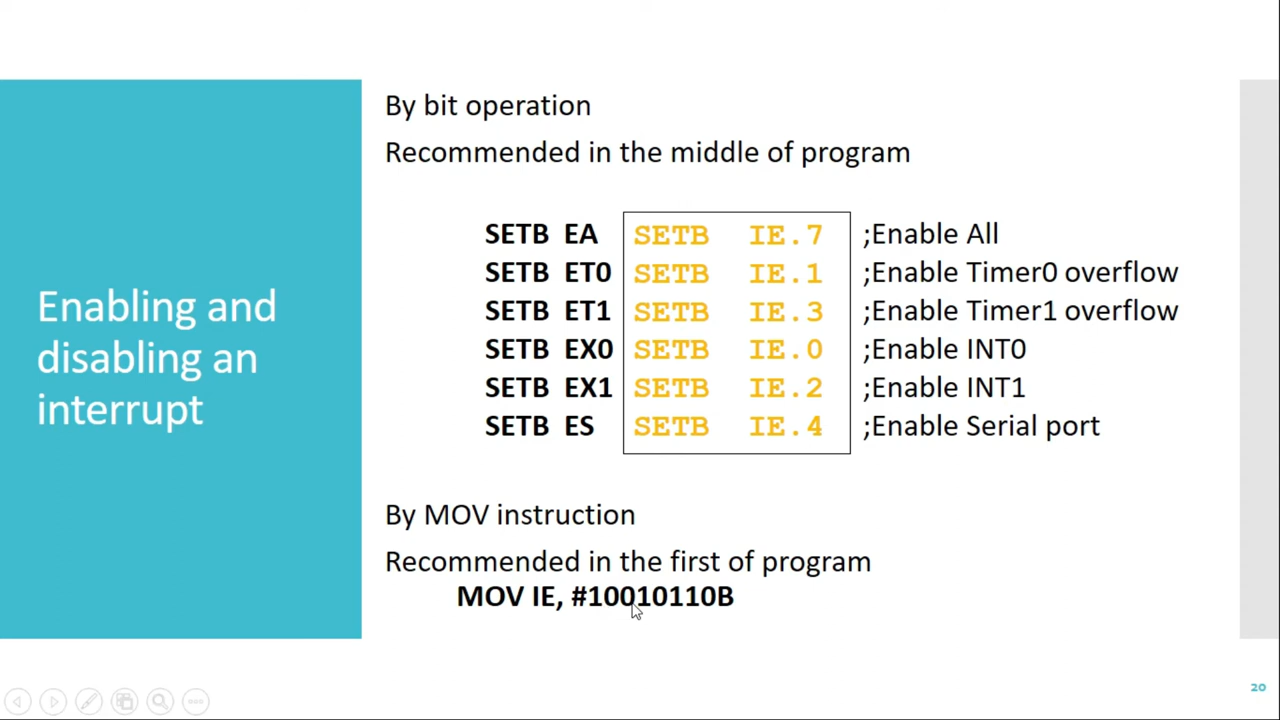 Enabling and
disabling an
interrupt
By bit operation
Recommended in the middle of program
SETB EA SETB IE.7 ;Enable All
SETB ET0 SETB IE.1 ;Enable Timer0 overflow
SETB ET1 SETB IE.3 ;Enable Timer1 overflow
SETB EX0 SETB IE.0 ;Enable INT0
SETB EX1 SETB IE.2 ;Enable INT1
SETB ES SETB IE.4 ;Enable Serial port
By MOV instruction
Recommended in the first of program
MOV IE, #10010110B
20